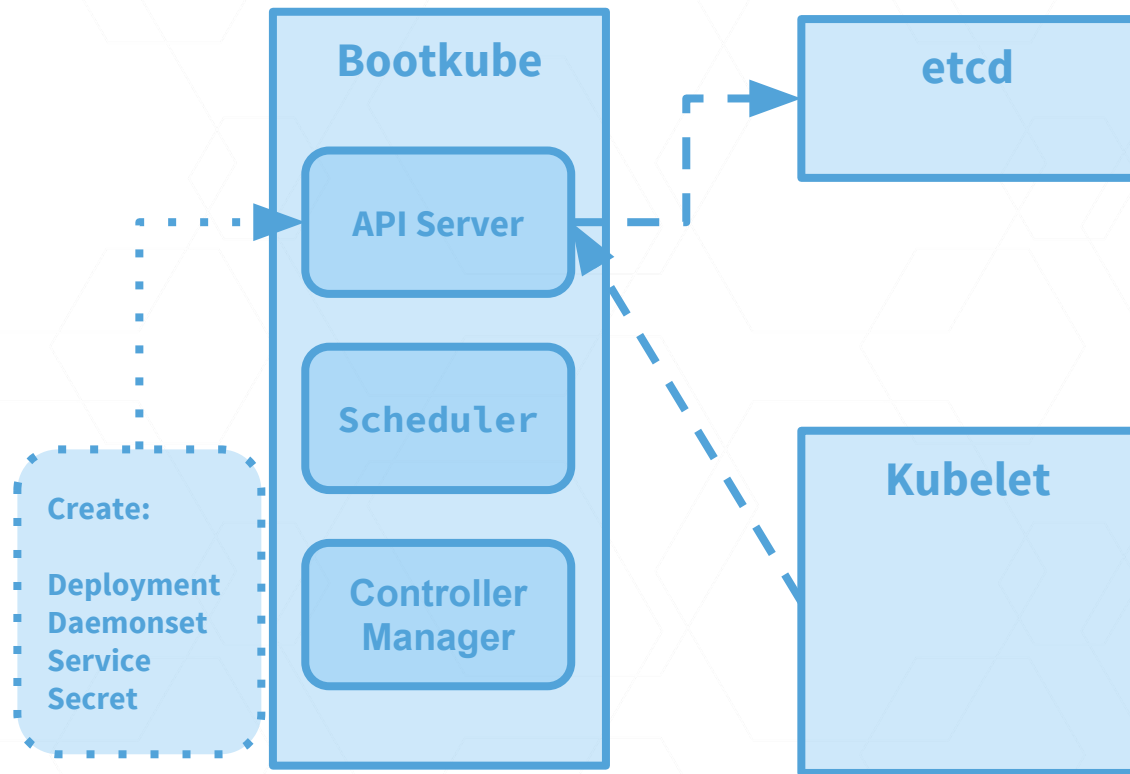 Bootkube
etcd
API Server
Scheduler
Kubelet
Create:
Deployment
Daemonset
Service
Secret
Controller
Manager